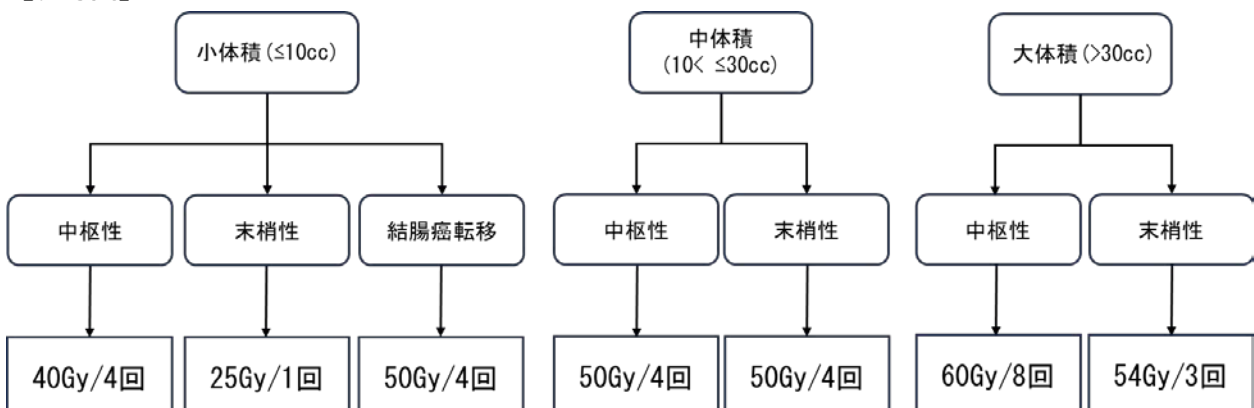 小体積(≤10cc)
中体積
(10< ≤30cc)
大体積(>30cc)
中枢性
末梢性
結腸癌転移
中枢性
末梢性
中枢性
末梢性
40Gy/4回
25Gy/1回
50Gy/4回
50Gy/4回
50Gy/4回
60Gy/8回
54Gy/3回